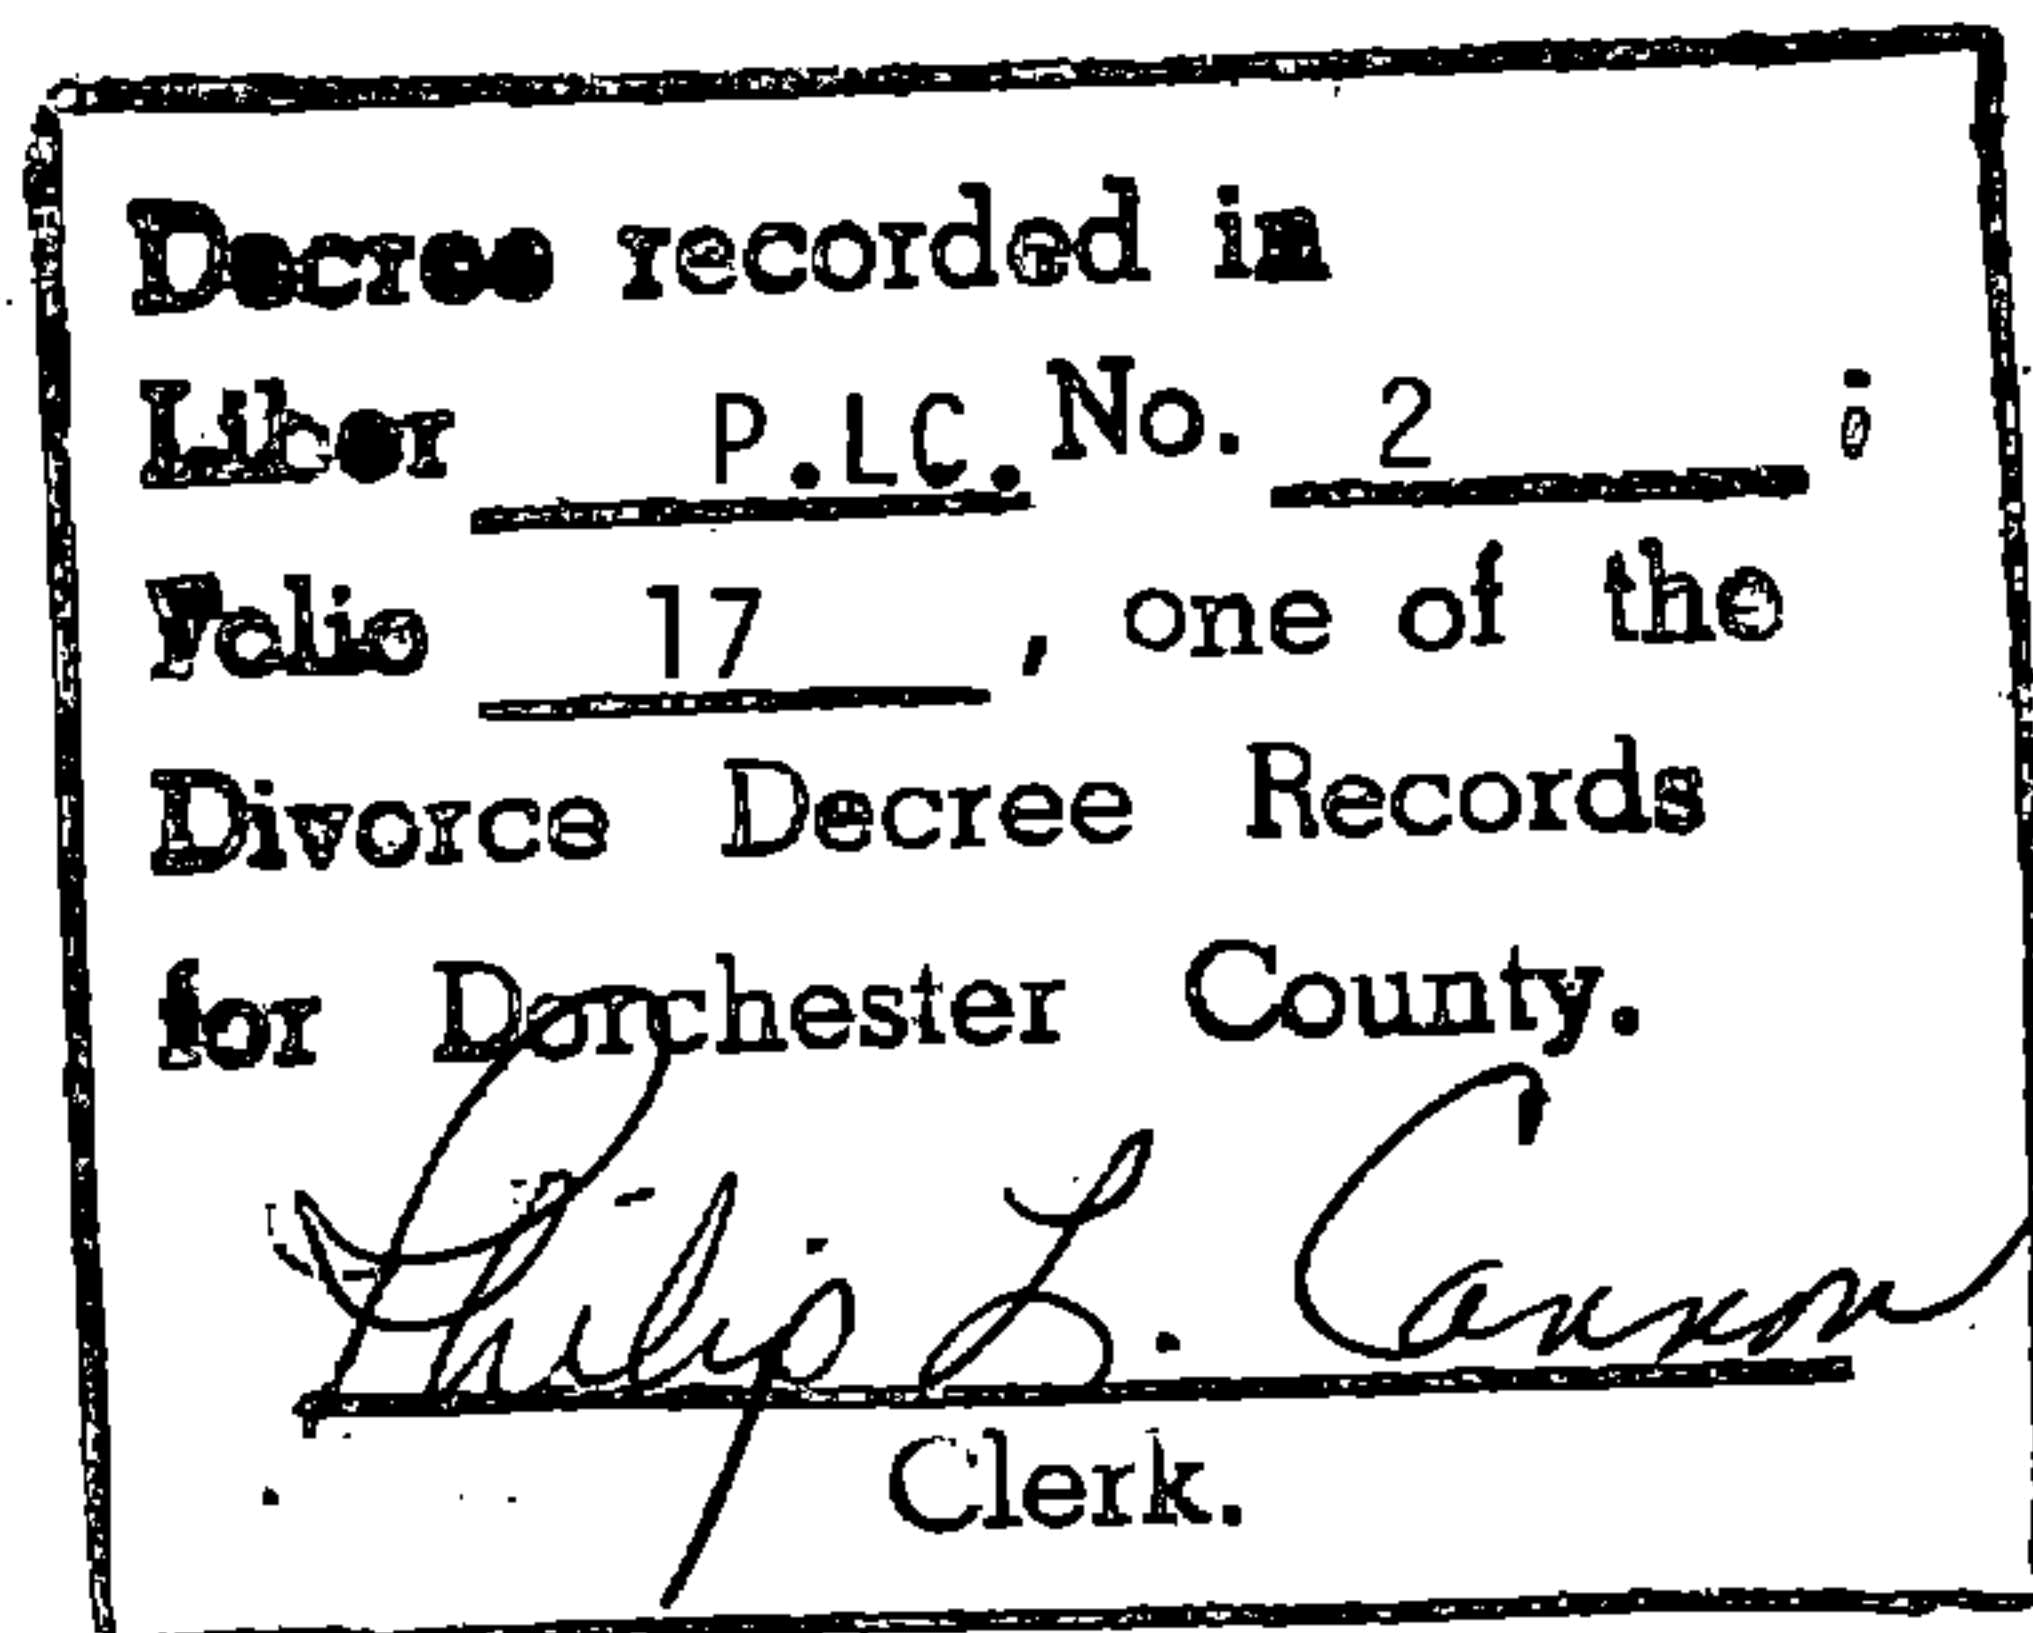 Decree recorded in
Liber P.LC. No. 2 ;
Folio 17 , one of the
Divorce Decree Records
for Dorchester County.
Philip L. Cannon
Clerk.